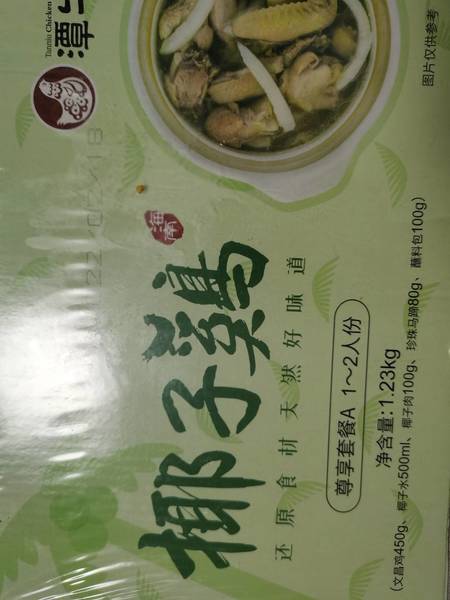 潭
Tanniu Chicken
海南
椰子鷄
还原食材天然好味道
尊享套餐A 1～2人份
净含量:1.23kg
(文昌鸡450g、椰子水500ml、椰子肉100g、珍珠马蹄80g、蘸料包100g)
图片仅供参考